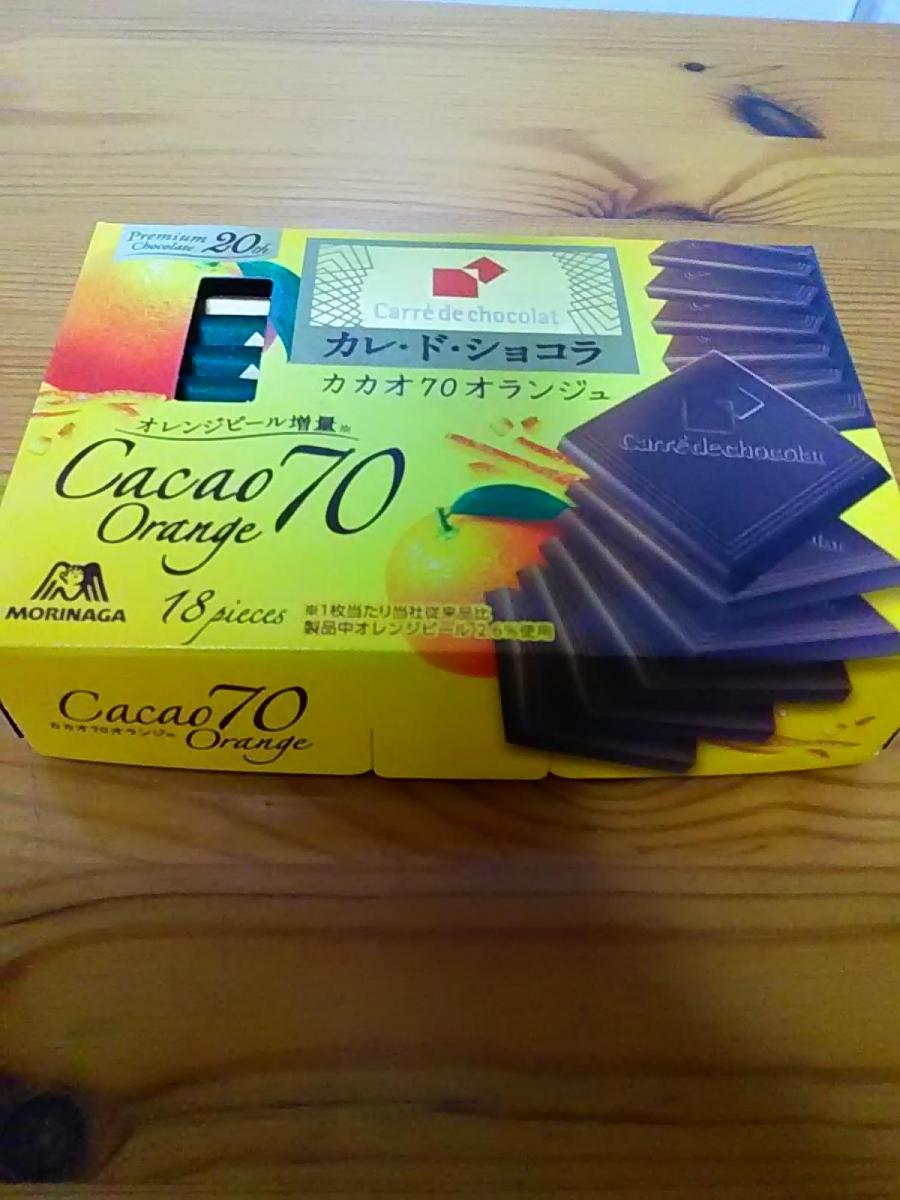 Premium
Chocolate 20th
Carré de chocolat
カレ・ド・ショコラ
カカオ70オランジュ
オレンジピール増量※
Cacao 70
Orange
MORINAGA
18 pieces
※1枚当たり当社従来品比
製品中オレンジピール2.6%使用
Carré de chocolat
Cacao 70
カカオ70オランジュ
Orange